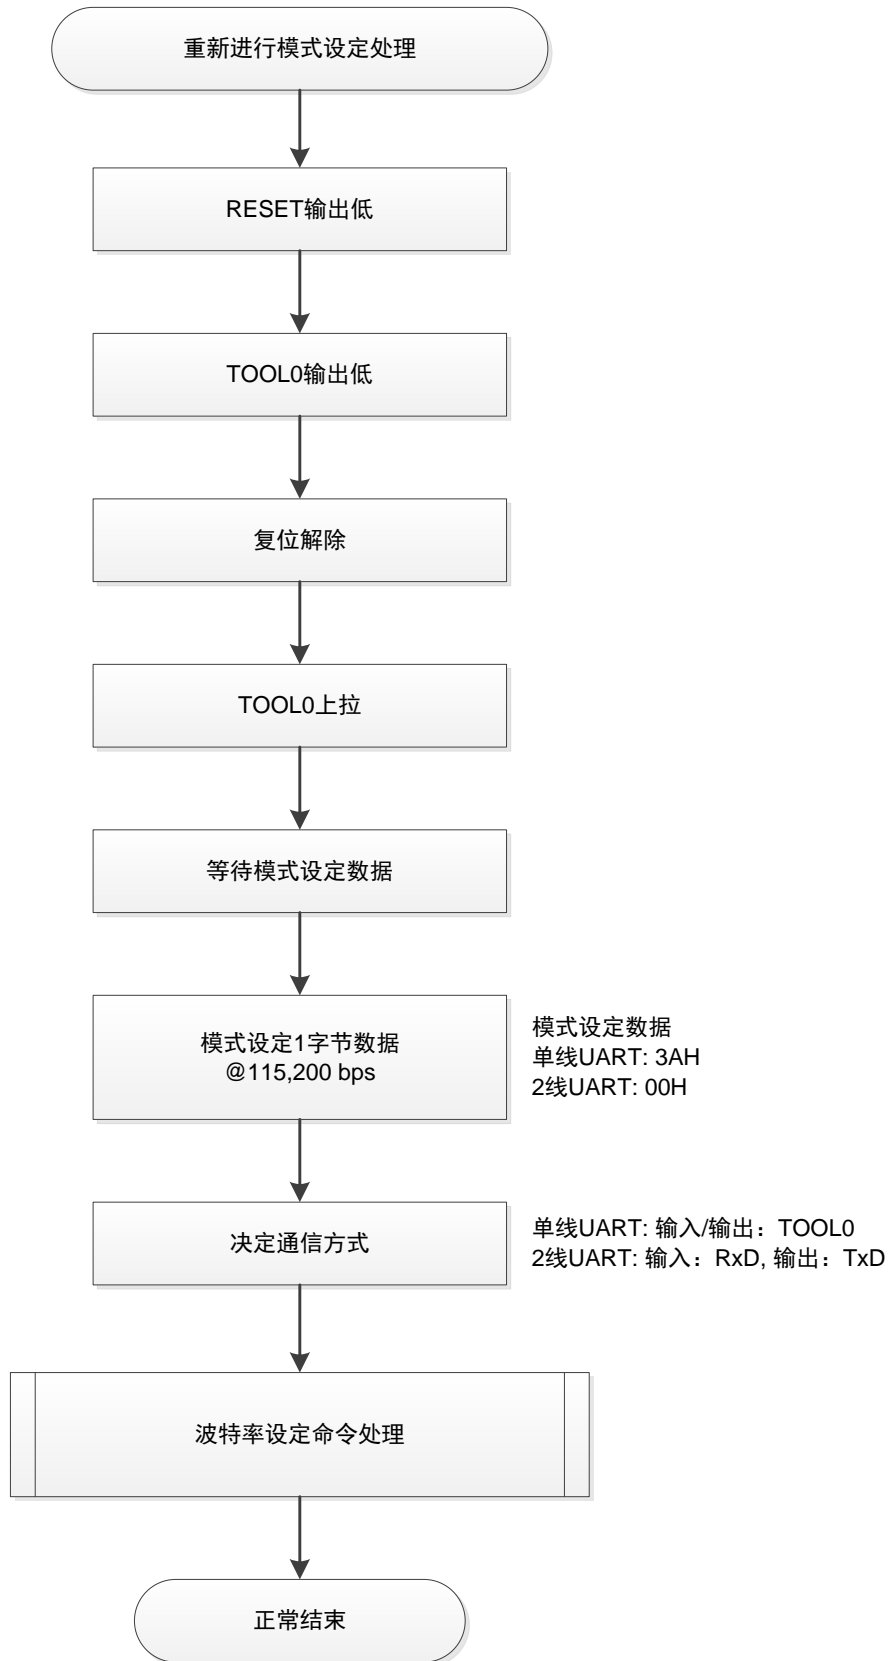 重新进行模式设定处理
RESET输出低
TOOL0输出低
复位解除
TOOL0上拉
等待模式设定数据
模式设定1字节数据
@115,200 bps
模式设定数据
单线UART: 3AH
2线UART: 00H
决定通信方式
单线UART: 输入/输出：TOOL0
2线UART: 输入：RxD, 输出：TxD
波特率设定命令处理
正常结束